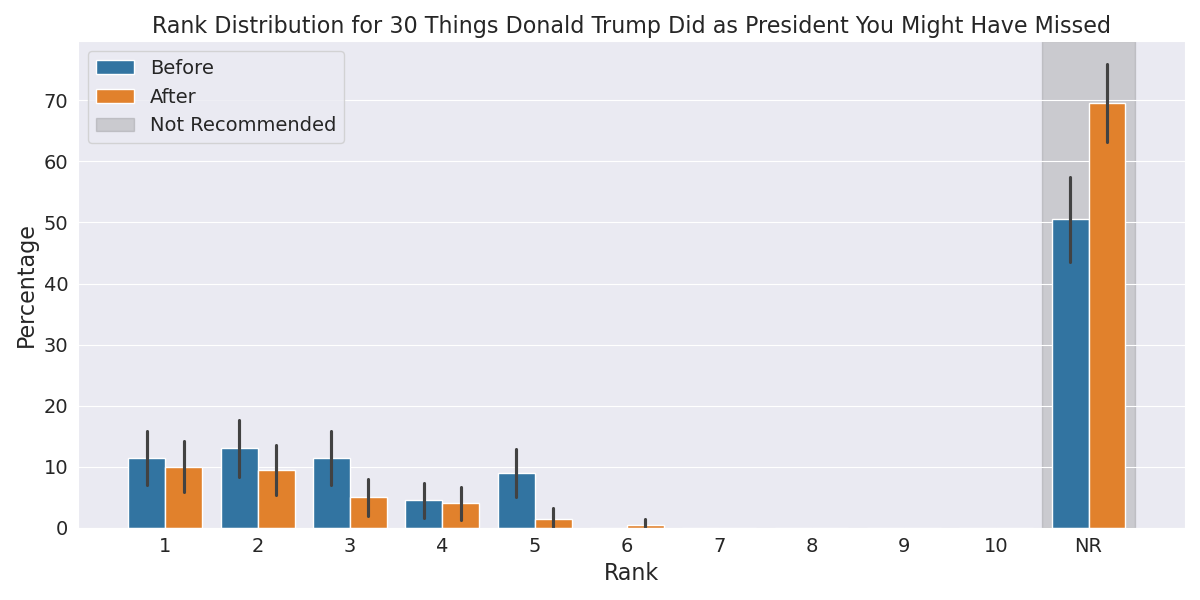 Rank Distribution for 30 Things Donald Trump Did as President You Might Have Missed
Before
After
Not Recommended
Percentage
70
60
50
40
30
20
10
0
1 2 3 4 5 6 7 8 9 10 NR
Rank